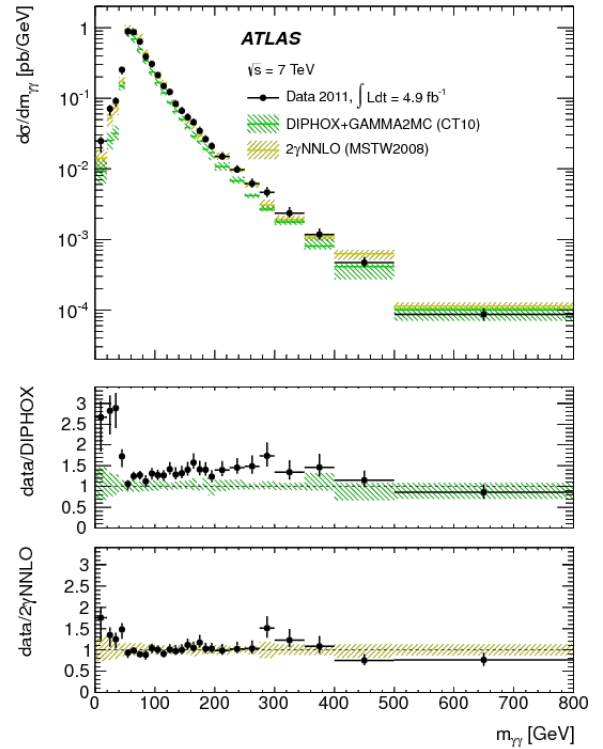 dσ/dmγγ [pb/GeV]
1
10⁻¹
10⁻²
10⁻³
10⁻⁴
ATLAS
√s = 7 TeV
Data 2011, ∫ Ldt = 4.9 fb⁻¹
DIPHOX+GAMMA2MC (CT10)
2γNNLO (MSTW2008)
data/DIPHOX
3
2.5
2
1.5
1
0.5
0
data/2γNNLO
3
2.5
2
1.5
1
0.5
0
0 100 200 300 400 500 600 700 800
mγγ [GeV]